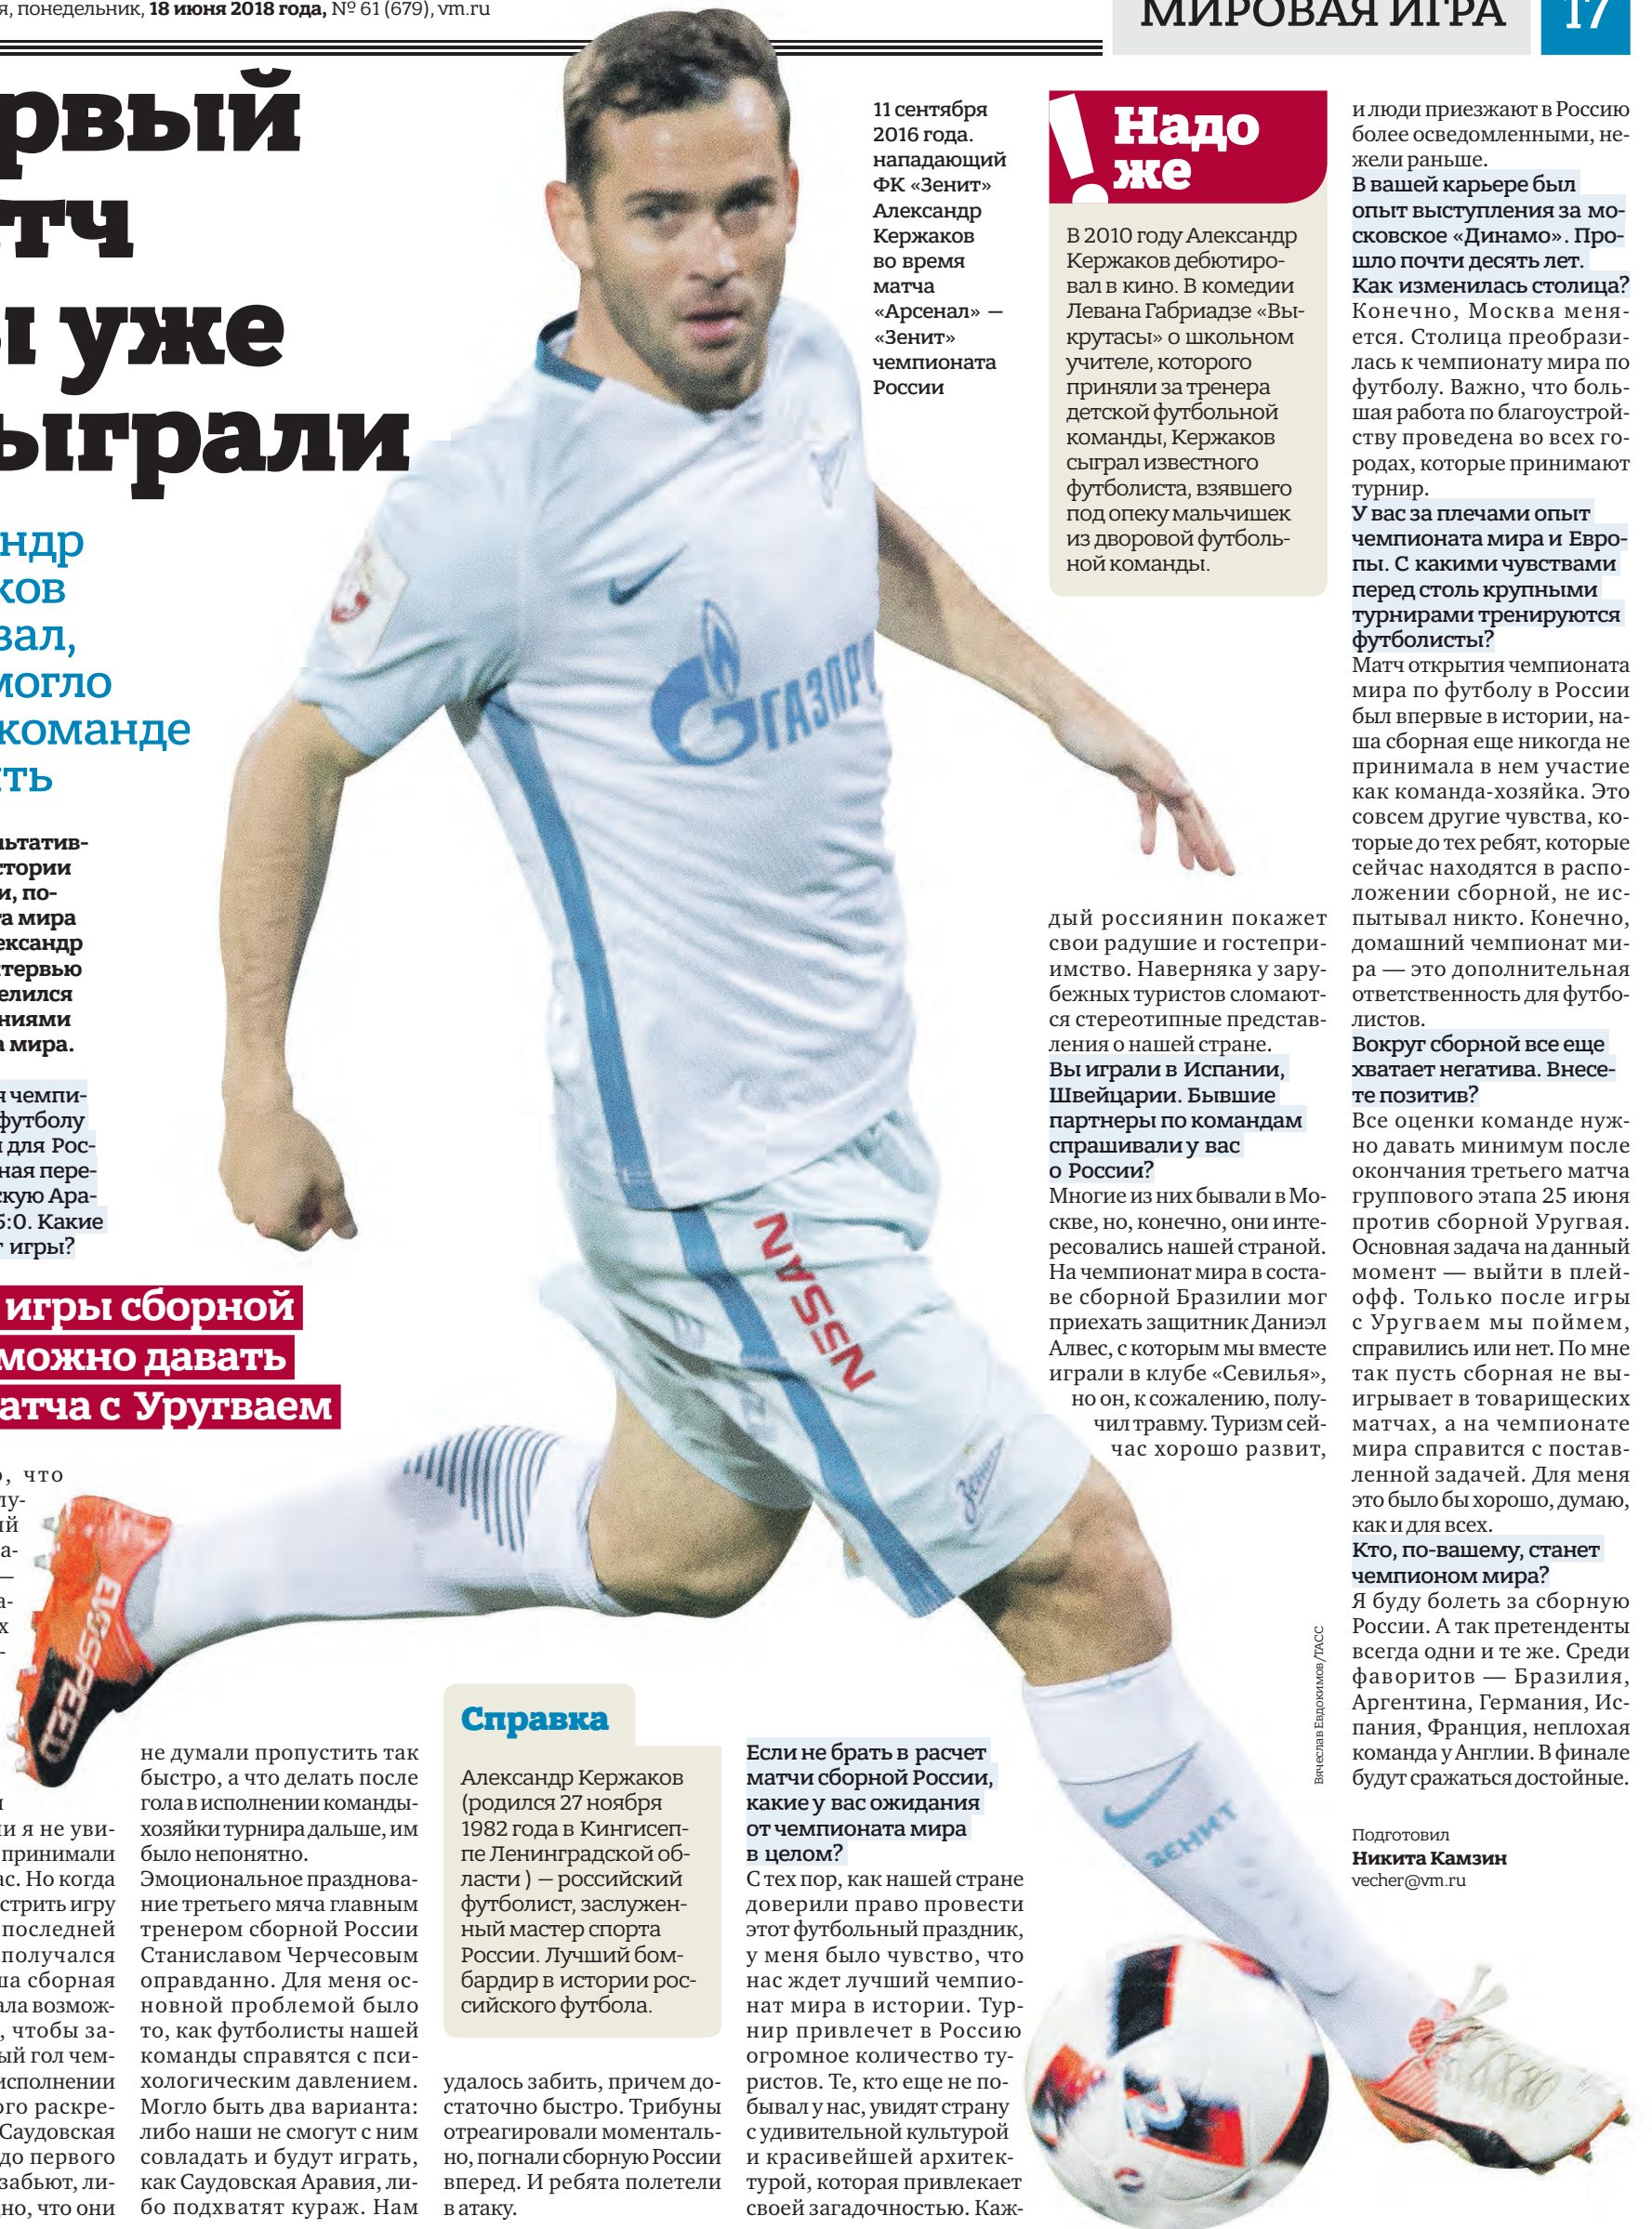 я, понедельник, 18 июня 2018 года, № 61 (679), vm.ru
МИРОВАЯ ИГРА
17
рвый
тч
ы уже
ыграли
ндр
ков
зал,
могло
команде
ть
льтатив-
стории
и, по-
та мира
ександр
тервью
елился
ниями
а мира.
я чемпи-
футболу
для Рос-
ная пере-
скую Ара-
5:0. Какие
т игры?
игры сборной
можно давать
атча с Уругваем
о, что
лу-
ий
а-
—
а-
х
-
и я не уви-
принимали
ас. Но когда
стрить игру
последней
получался
ша сборная
ала возмож-
, чтобы за-
ый гол чем-
исполнении
ого раскре-
Саудовская
до первого
забьют, ли-
но, что они
не думали пропустить так
быстро, а что делать после
гола в исполнении команды-
хозяйки турнира дальше, им
было непонятно.
Эмоциональное празднова-
ние третьего мяча главным
тренером сборной России
Станиславом Черчесовым
оправданно. Для меня ос-
новной проблемой было
то, как футболисты нашей
команды справятся с пси-
хологическим давлением.
Могло быть два варианта:
либо наши не смогут с ним
совладать и будут играть,
как Саудовская Аравия, ли-
бо подхватят кураж. Нам
Справка
Александр Кержаков
(родился 27 ноября
1982 года в Кингисеп-
пе Ленинградской об-
ласти ) — российский
футболист, заслужен-
ный мастер спорта
России. Лучший бом-
бардир в истории рос-
сийского футбола.
удалось забить, причем до-
статочно быстро. Трибуны
отреагировали моменталь-
но, погнали сборную России
вперед. И ребята полетели
в атаку.
Если не брать в расчет
матчи сборной России,
какие у вас ожидания
от чемпионата мира
в целом?
С тех пор, как нашей стране
доверили право провести
этот футбольный праздник,
у меня было чувство, что
нас ждет лучший чемпио-
нат мира в истории. Тур-
нир привлечет в Россию
огромное количество ту-
ристов. Те, кто еще не по-
бывал у нас, увидят страну
с удивительной культурой
и красивейшей архитек-
турой, которая привлекает
своей загадочностью. Каж-
11 сентября
2016 года.
нападающий
ФК «Зенит»
Александр
Кержаков
во время
матча
«Арсенал» —
«Зенит»
чемпионата
России
Надо
же
В 2010 году Александр
Кержаков дебютиро-
вал в кино. В комедии
Левана Габриадзе «Вы-
крутасы» о школьном
учителе, которого
приняли за тренера
детской футбольной
команды, Кержаков
сыграл известного
футболиста, взявшего
под опеку мальчишек
из дворовой футболь-
ной команды.
дый россиянин покажет
свои радушие и гостепри-
имство. Наверняка у зару-
бежных туристов сломают-
ся стереотипные представ-
ления о нашей стране.
Вы играли в Испании,
Швейцарии. Бывшие
партнеры по командам
спрашивали у вас
о России?
Многие из них бывали в Мо-
скве, но, конечно, они инте-
ресовались нашей страной.
На чемпионат мира в соста-
ве сборной Бразилии мог
приехать защитник Даниэл
Алвес, с которым мы вместе
играли в клубе «Севилья»,
но он, к сожалению, полу-
чил травму. Туризм сей-
час хорошо развит,
и люди приезжают в Россию
более осведомленными, не-
жели раньше.
В вашей карьере был
опыт выступления за мо-
сковское «Динамо». Про-
шло почти десять лет.
Как изменилась столица?
Конечно, Москва меня-
ется. Столица преобрази-
лась к чемпионату мира по
футболу. Важно, что боль-
шая работа по благоустрой-
ству проведена во всех го-
родах, которые принимают
турнир.
У вас за плечами опыт
чемпионата мира и Евро-
пы. С какими чувствами
перед столь крупными
турнирами тренируются
футболисты?
Матч открытия чемпионата
мира по футболу в России
был впервые в истории, на-
ша сборная еще никогда не
принимала в нем участие
как команда-хозяйка. Это
совсем другие чувства, ко-
торые до тех ребят, которые
сейчас находятся в распо-
ложении сборной, не ис-
пытывал никто. Конечно,
домашний чемпионат ми-
ра — это дополнительная
ответственность для футбо-
листов.
Вокруг сборной все еще
хватает негатива. Внесе-
те позитив?
Все оценки команде нуж-
но давать минимум после
окончания третьего матча
группового этапа 25 июня
против сборной Уругвая.
Основная задача на данный
момент — выйти в плей-
офф. Только после игры
с Уругваем мы поймем,
справились или нет. По мне
так пусть сборная не вы-
игрывает в товарищеских
матчах, а на чемпионате
мира справится с постав-
ленной задачей. Для меня
это было бы хорошо, думаю,
как и для всех.
Кто, по-вашему, станет
чемпионом мира?
Я буду болеть за сборную
России. А так претенденты
всегда одни и те же. Среди
фаворитов — Бразилия,
Аргентина, Германия, Ис-
пания, Франция, неплохая
команда у Англии. В финале
будут сражаться достойные.
Подготовил
Никита Камзин
vecher@vm.ru
Вячеслав Евдокимов/ТАСС
ГАЗПРО
NISSAN
Зенит
ЗЕНИТ